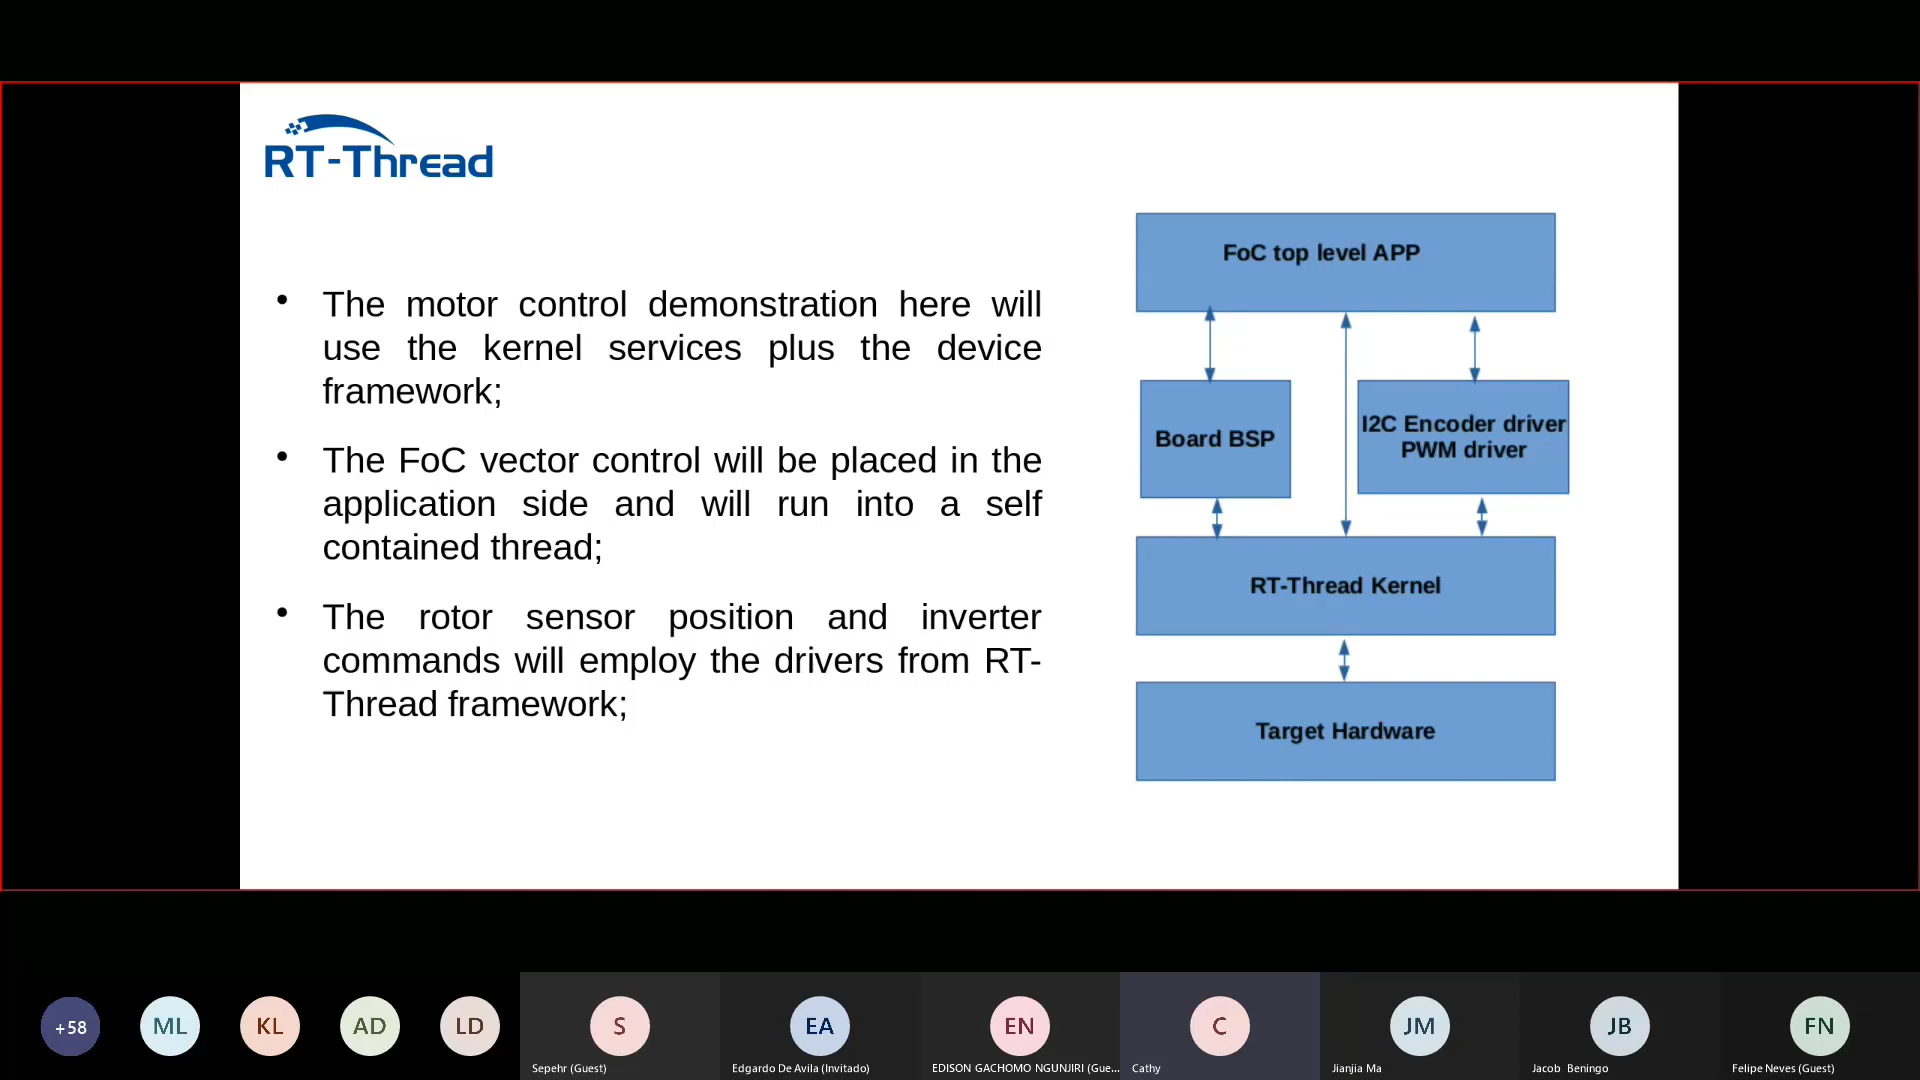 RT-Thread
• The motor control demonstration here will
use the kernel services plus the device
framework;
• The FoC vector control will be placed in the
application side and will run into a self
contained thread;
• The rotor sensor position and inverter
commands will employ the drivers from RT-
Thread framework;
FoC top level APP
Board BSP
I2C Encoder driver
PWM driver
RT-Thread Kernel
Target Hardware
+58
ML
KL
AD
LD
S
EA
EN
C
JM
JB
FN
Sepehr (Guest)
Edgardo De Avila (Invitado)
EDISON GACHOMO NGUNJIRI (Gue...
Cathy
Jianjia Ma
Jacob Beningo
Felipe Neves (Guest)